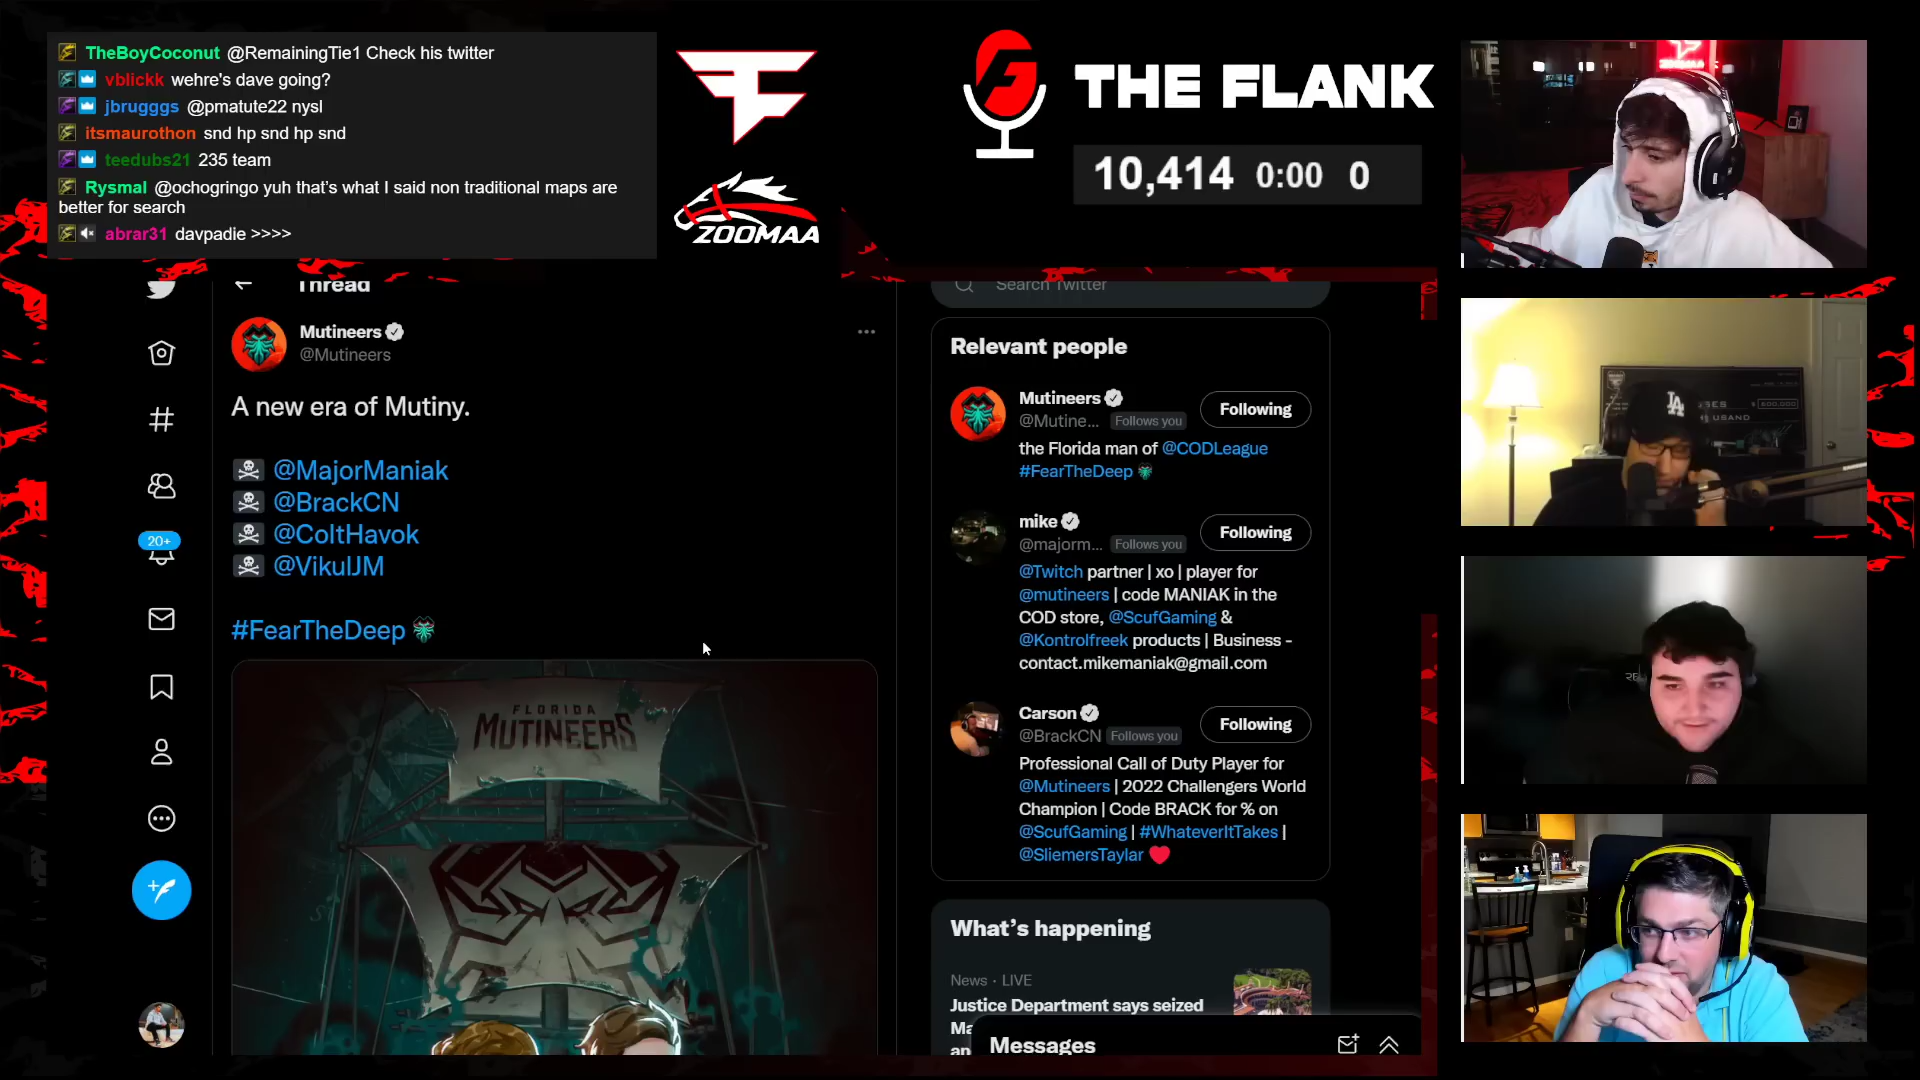 TheBoyCoconut @RemainingTie1 Check his twitter
vblickk wehre's dave going?
jbrugggs @pmatute22 nysl
itsmaurothon snd hp snd hp snd
teedubs21 235 team
Rysmal @ochogringo yuh that's what I said non traditional maps are
better for search
abrar31 davpadie >>>>
ZOOMAA
THE FLANK
10,414 0:00 0
Thread
Mutineers
@Mutineers
A new era of Mutiny.
@MajorManiak
@BrackCN
@ColtHavok
@VikulJM
#FearTheDeep
FLORIDA
MUTINEERS
Search Twitter
Relevant people
Mutineers
@Mutine... Follows you
Following
the Florida man of @CODLeague
#FearTheDeep
mike
@majorm... Follows you
Following
@Twitch partner | xo | player for
@mutineers | code MANIAK in the
COD store, @ScufGaming &
@Kontrolfreek products | Business -
contact.mikemaniak@gmail.com
Carson
@BrackCN Follows you
Following
Professional Call of Duty Player for
@Mutineers | 2022 Challengers World
Champion | Code BRACK for % on
@ScufGaming | #WhateverItTakes |
@SliemersTaylar
What's happening
News · LIVE
Justice Department says seized
Messages
20+
ZOOMAA
LA